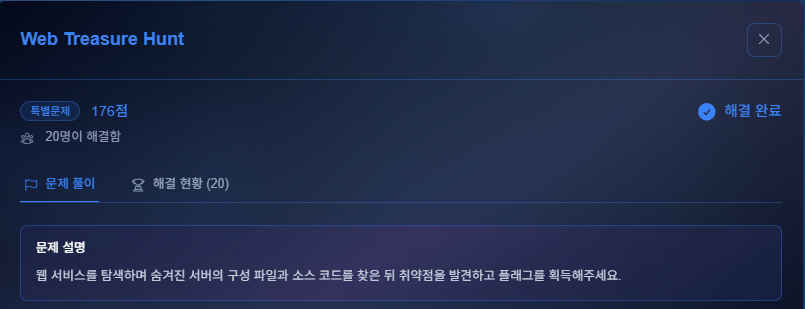 Web Treasure Hunt
특별문제 176점 해결 완료
20명이 해결함
문제 풀이 해결 현황 (20)
문제 설명
웹 서비스를 탐색하며 숨겨진 서버의 구성 파일과 소스 코드를 찾은 뒤 취약점을 발견하고 플래그를 획득해주세요.